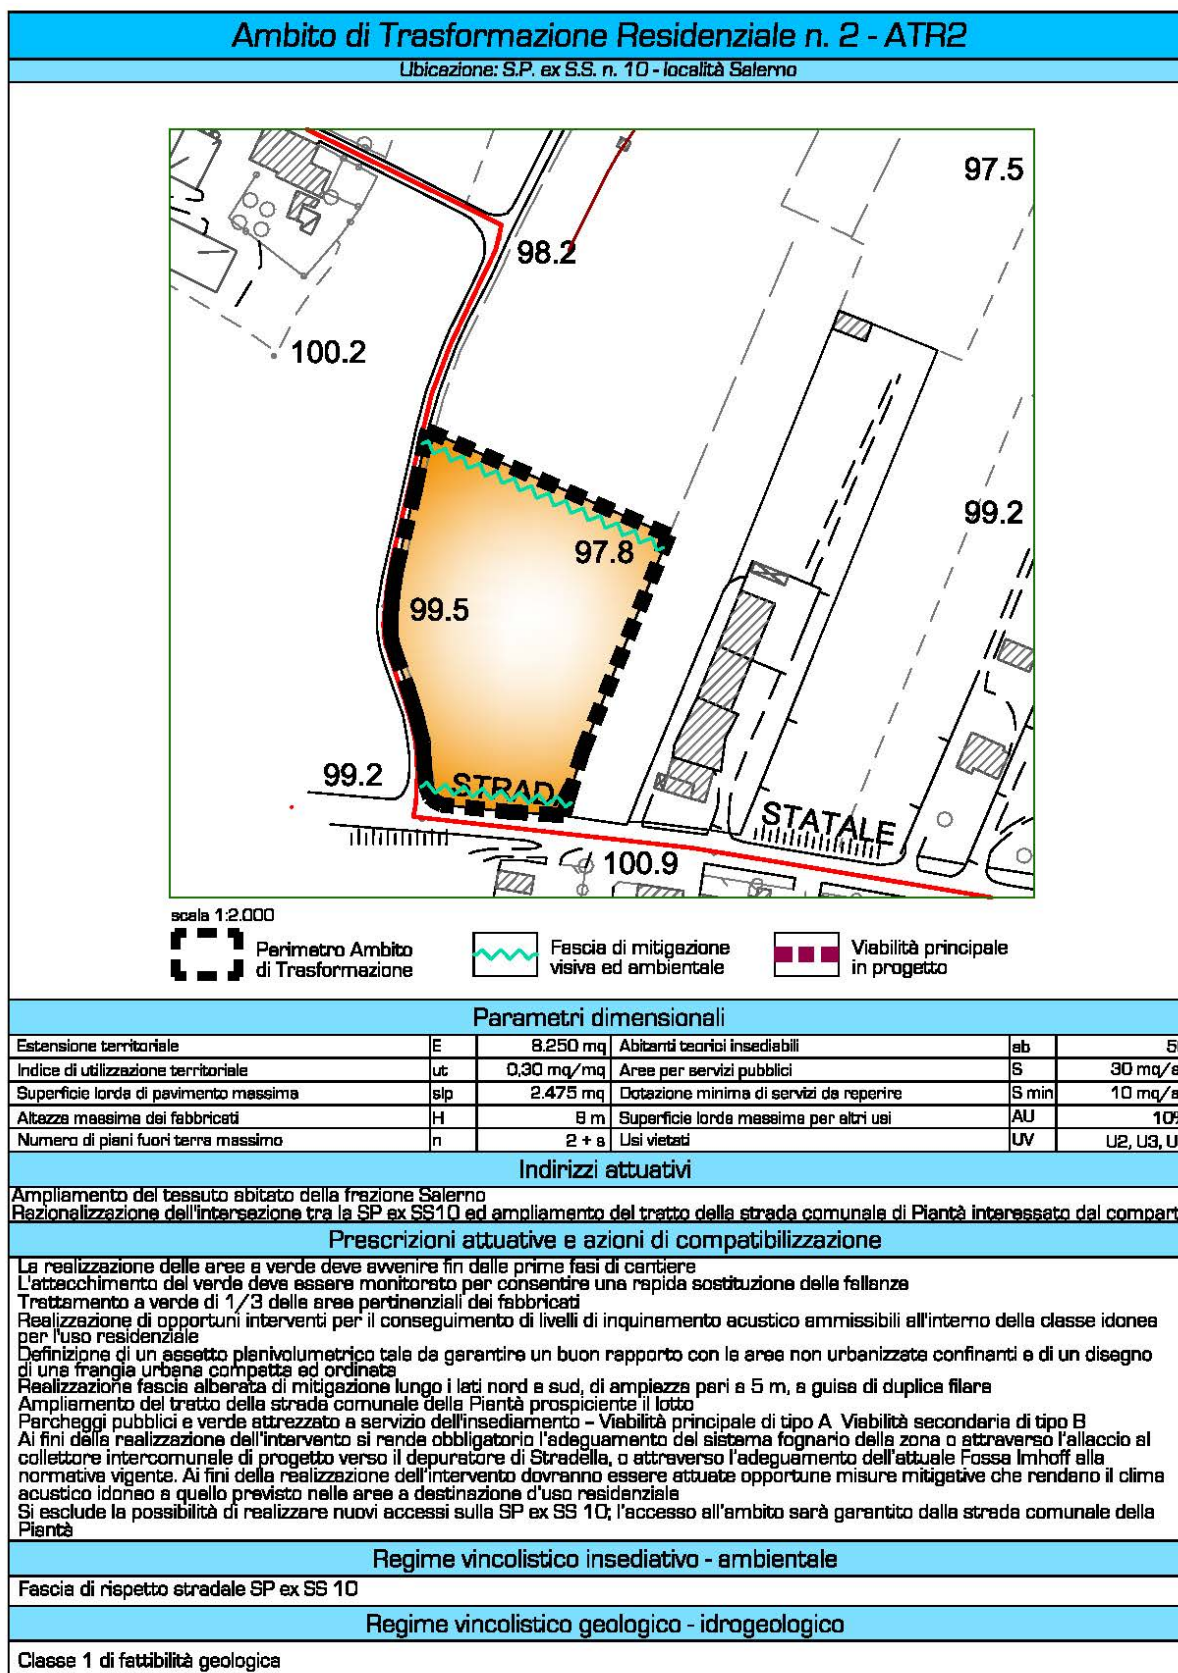 Ambito di Trasformazione Residenziale n. 2 - ATR2
Ubicazione: S.P. ex S.S. n. 10 - località Salerno
97.5
98.2
100.2
99.2
97.8
99.5
99.2
STRADA
STATALE
100.9
scala 1:2.000
Perimetro Ambito
di Trasformazione
Fascia di mitigazione
visiva ed ambientale
Viabilità principale
in progetto
Parametri dimensionali
Estensione territoriale E 8.250 mq Abitanti teorici insediabili ab
Indice di utilizzazione territoriale ut 0,30 mq/mq Aree per servizi pubblici S 30
Superficie lorda di pavimento massima slp 2.475 mq Dotazione minima di servizi da reperire S min 10
Altezza massima dei fabbricati H 8 m Superficie lorda massima per altri usi AU 10%
Numero di piani fuori terra massimo n 2 + s Usi vietati UV U2, U3,
Indirizzi attuativi
Ampliamento del tessuto abitato della frazione Salerno
Razionalizzazione dell'intersezione tra la SP ex SS10 ed ampliamento del tratto della strada comunale di Piantà interessato dal compart
Prescrizioni attuative e azioni di compatibilizzazione
La realizzazione delle aree a verde deve avvenire fin dalle prime fasi di cantiere
L'attecchimento del verde deve essere monitorato per consentire una rapida sostituzione delle fallanze
Trattamento a verde di 1/3 delle aree pertinenziali dei fabbricati
Realizzazione di opportuni interventi per il conseguimento di livelli di inquinamento acustico ammissibili all'interno della classe idonea
per l'uso residenziale
Definizione di un assetto planivolumetrico tale da garantire un buon rapporto con le aree non urbanizzate confinanti e di un disegno
di una frangia urbana compatta ed ordinata
Realizzazione fascia alberata di mitigazione lungo i lati nord e sud, di ampiezza pari a 5 m, a guisa di duplice filare
Ampliamento del tratto della strada comunale della Piantà prospiciente il lotto
Parcheggi pubblici e verde attrezzato a servizio dell'insediamento – Viabilità principale di tipo A Viabilità secondaria di tipo B
Ai fini della realizzazione dell'intervento si rende obbligatorio l'adeguamento del sistema fognario della zona o attraverso l'allaccio al
collettore intercomunale di progetto verso il depuratore di Stradella, o attraverso l'adeguamento dell'attuale Fossa Imhoff alla
normativa vigente. Ai fini della realizzazione dell'intervento dovranno essere attuate opportune misure mitigative che rendano il clima
acustico idoneo a quello previsto nelle aree a destinazione d'uso residenziale
Si esclude la possibilità di realizzare nuovi accessi sulla SP ex SS 10; l'accesso all'ambito sarà garantito dalla strada comunale della
Piantà
Regime vincolistico insediativo - ambientale
Fascia di rispetto stradale SP ex SS 10
Regime vincolistico geologico - idrogeologico
Classe 1 di fattibilità geologica